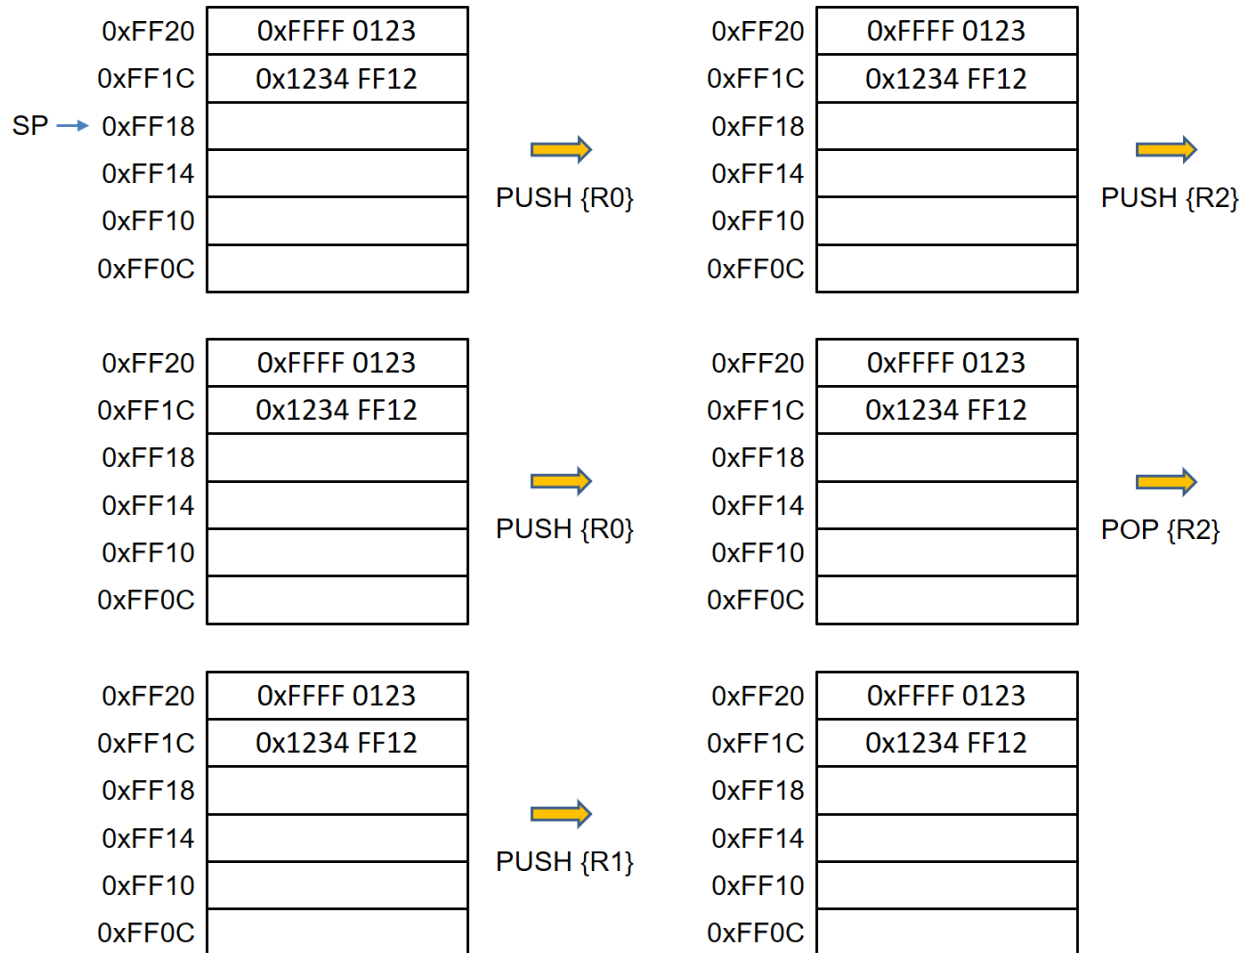 0xFF20 0xFFFF 0123 0xFF20 0xFFFF 0123
0xFF1C 0x1234 FF12 0xFF1C 0x1234 FF12
SP 0xFF18 0xFF18
0xFF14 0xFF14
PUSH {R0} PUSH {R2}
0xFF10 0xFF10
0xFF0C 0xFF0C
0xFF20 0xFFFF 0123 0xFF20 0xFFFF 0123
0xFF1C 0x1234 FF12 0xFF1C 0x1234 FF12
0xFF18 0xFF18
0xFF14 0xFF14
PUSH {R0} POP {R2}
0xFF10 0xFF10
0xFF0C 0xFF0C
0xFF20 0xFFFF 0123 0xFF20 0xFFFF 0123
0xFF1C 0x1234 FF12 0xFF1C 0x1234 FF12
0xFF18 0xFF18
0xFF14 0xFF14
PUSH {R1}
0xFF10 0xFF10
0xFF0C 0xFF0C